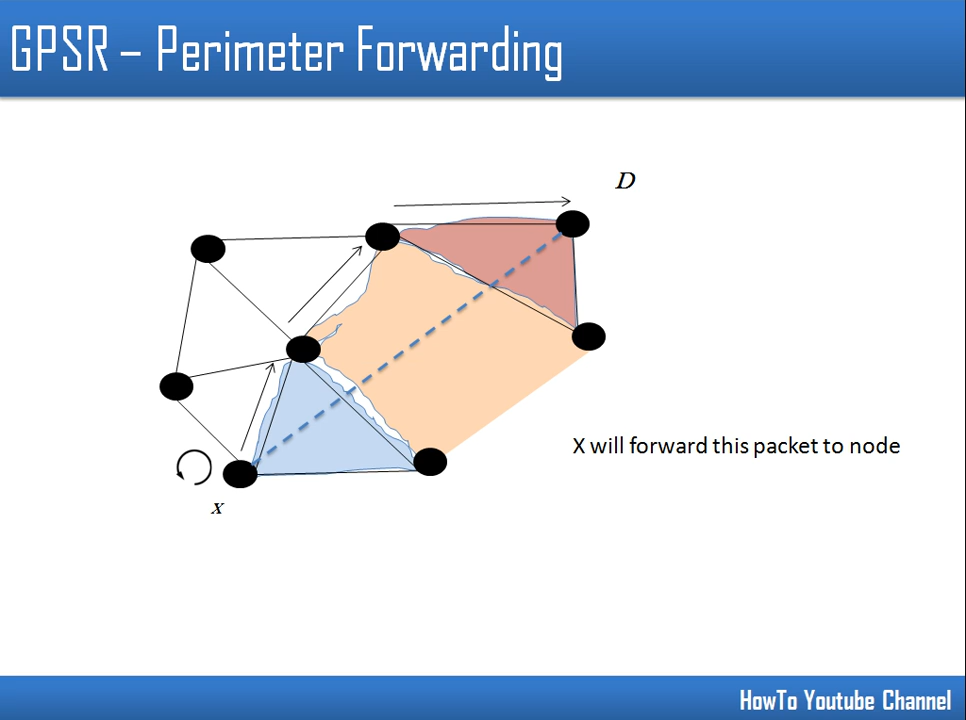 GPSR – Perimeter Forwarding
D
X will forward this packet to node
x
HowTo Youtube Channel